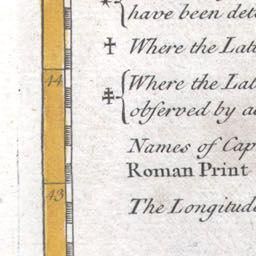 have been det
† Where the Lat
44
Where the Lat
obſerved by a
Names of Cap
Roman Print
43
The Longitud